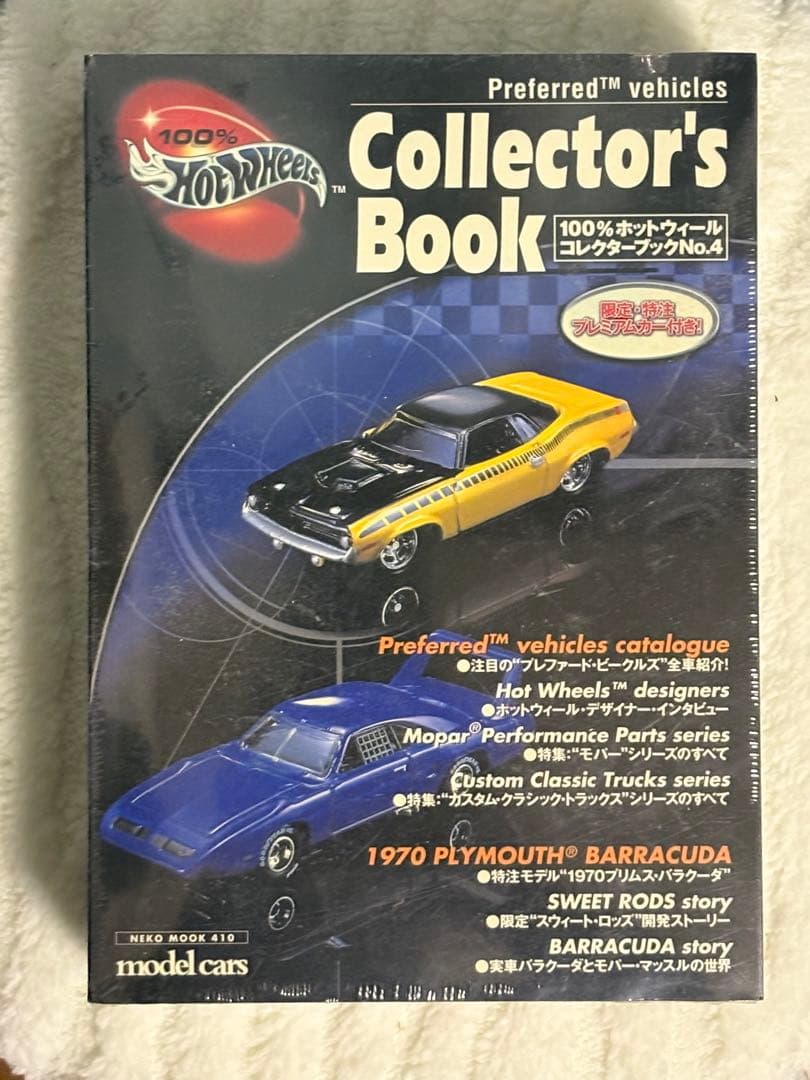 Preferred™ vehicles
100%
HOT WHEELS™
Collector's
Book
100%ホットウィール
コレクターブックNo.4
限定・特注
プレミアムカー付き!
Preferred™ vehicles catalogue
●注目の“プレファード・ビークルズ”全車紹介!
Hot Wheels™ designers
●ホットウィール・デザイナー・インタビュー
Mopar® Performance Parts series
●特集:“モパー”シリーズのすべて
Custom Classic Trucks series
●特集:“カスタム・クラシック・トラックス”シリーズのすべて
1970 PLYMOUTH® BARRACUDA
●特注モデル“1970プリムス・バラクーダ”
SWEET RODS story
●限定“スウィート・ロッズ”開発ストーリー
BARRACUDA story
●実車バラクーダとモパー・マッスルの世界
NEKO MOOK 410
model cars